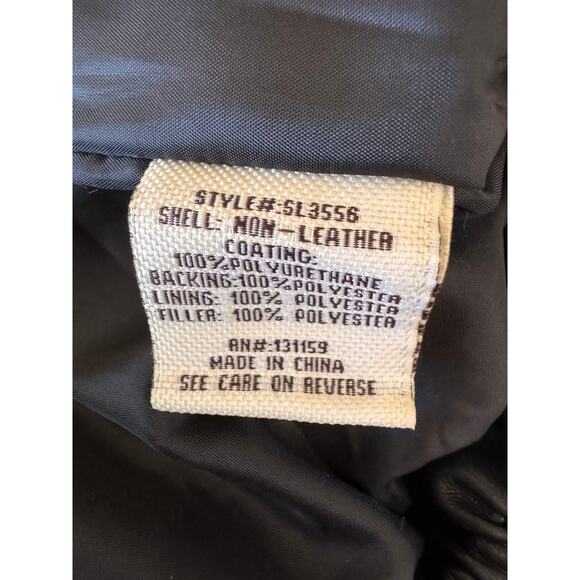 STYLE#:SL3556
SHELL: NON-LEATHER
COATING:
100%POLYURETHANE
BACKING:100% POLYESTER
LINING: 100% POLYESTER
FILLER: 100% POLYESTER
RN#:131159
MADE IN CHINA
SEE CARE ON REVERSE